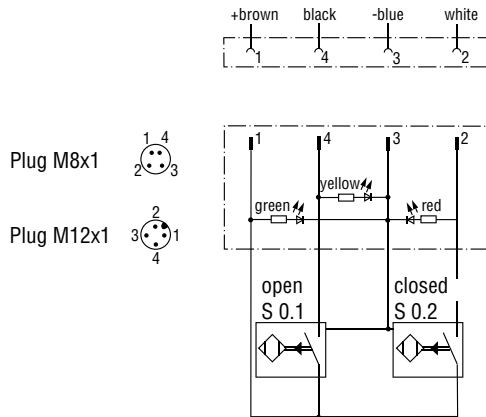 +brown black -blue white
1 4 3 2
1 4 3 2
Plug M8x1
1 4
2 3
yellow
green red
Plug M12x1
2
3 1
4
open closed
S 0.1 S 0.2